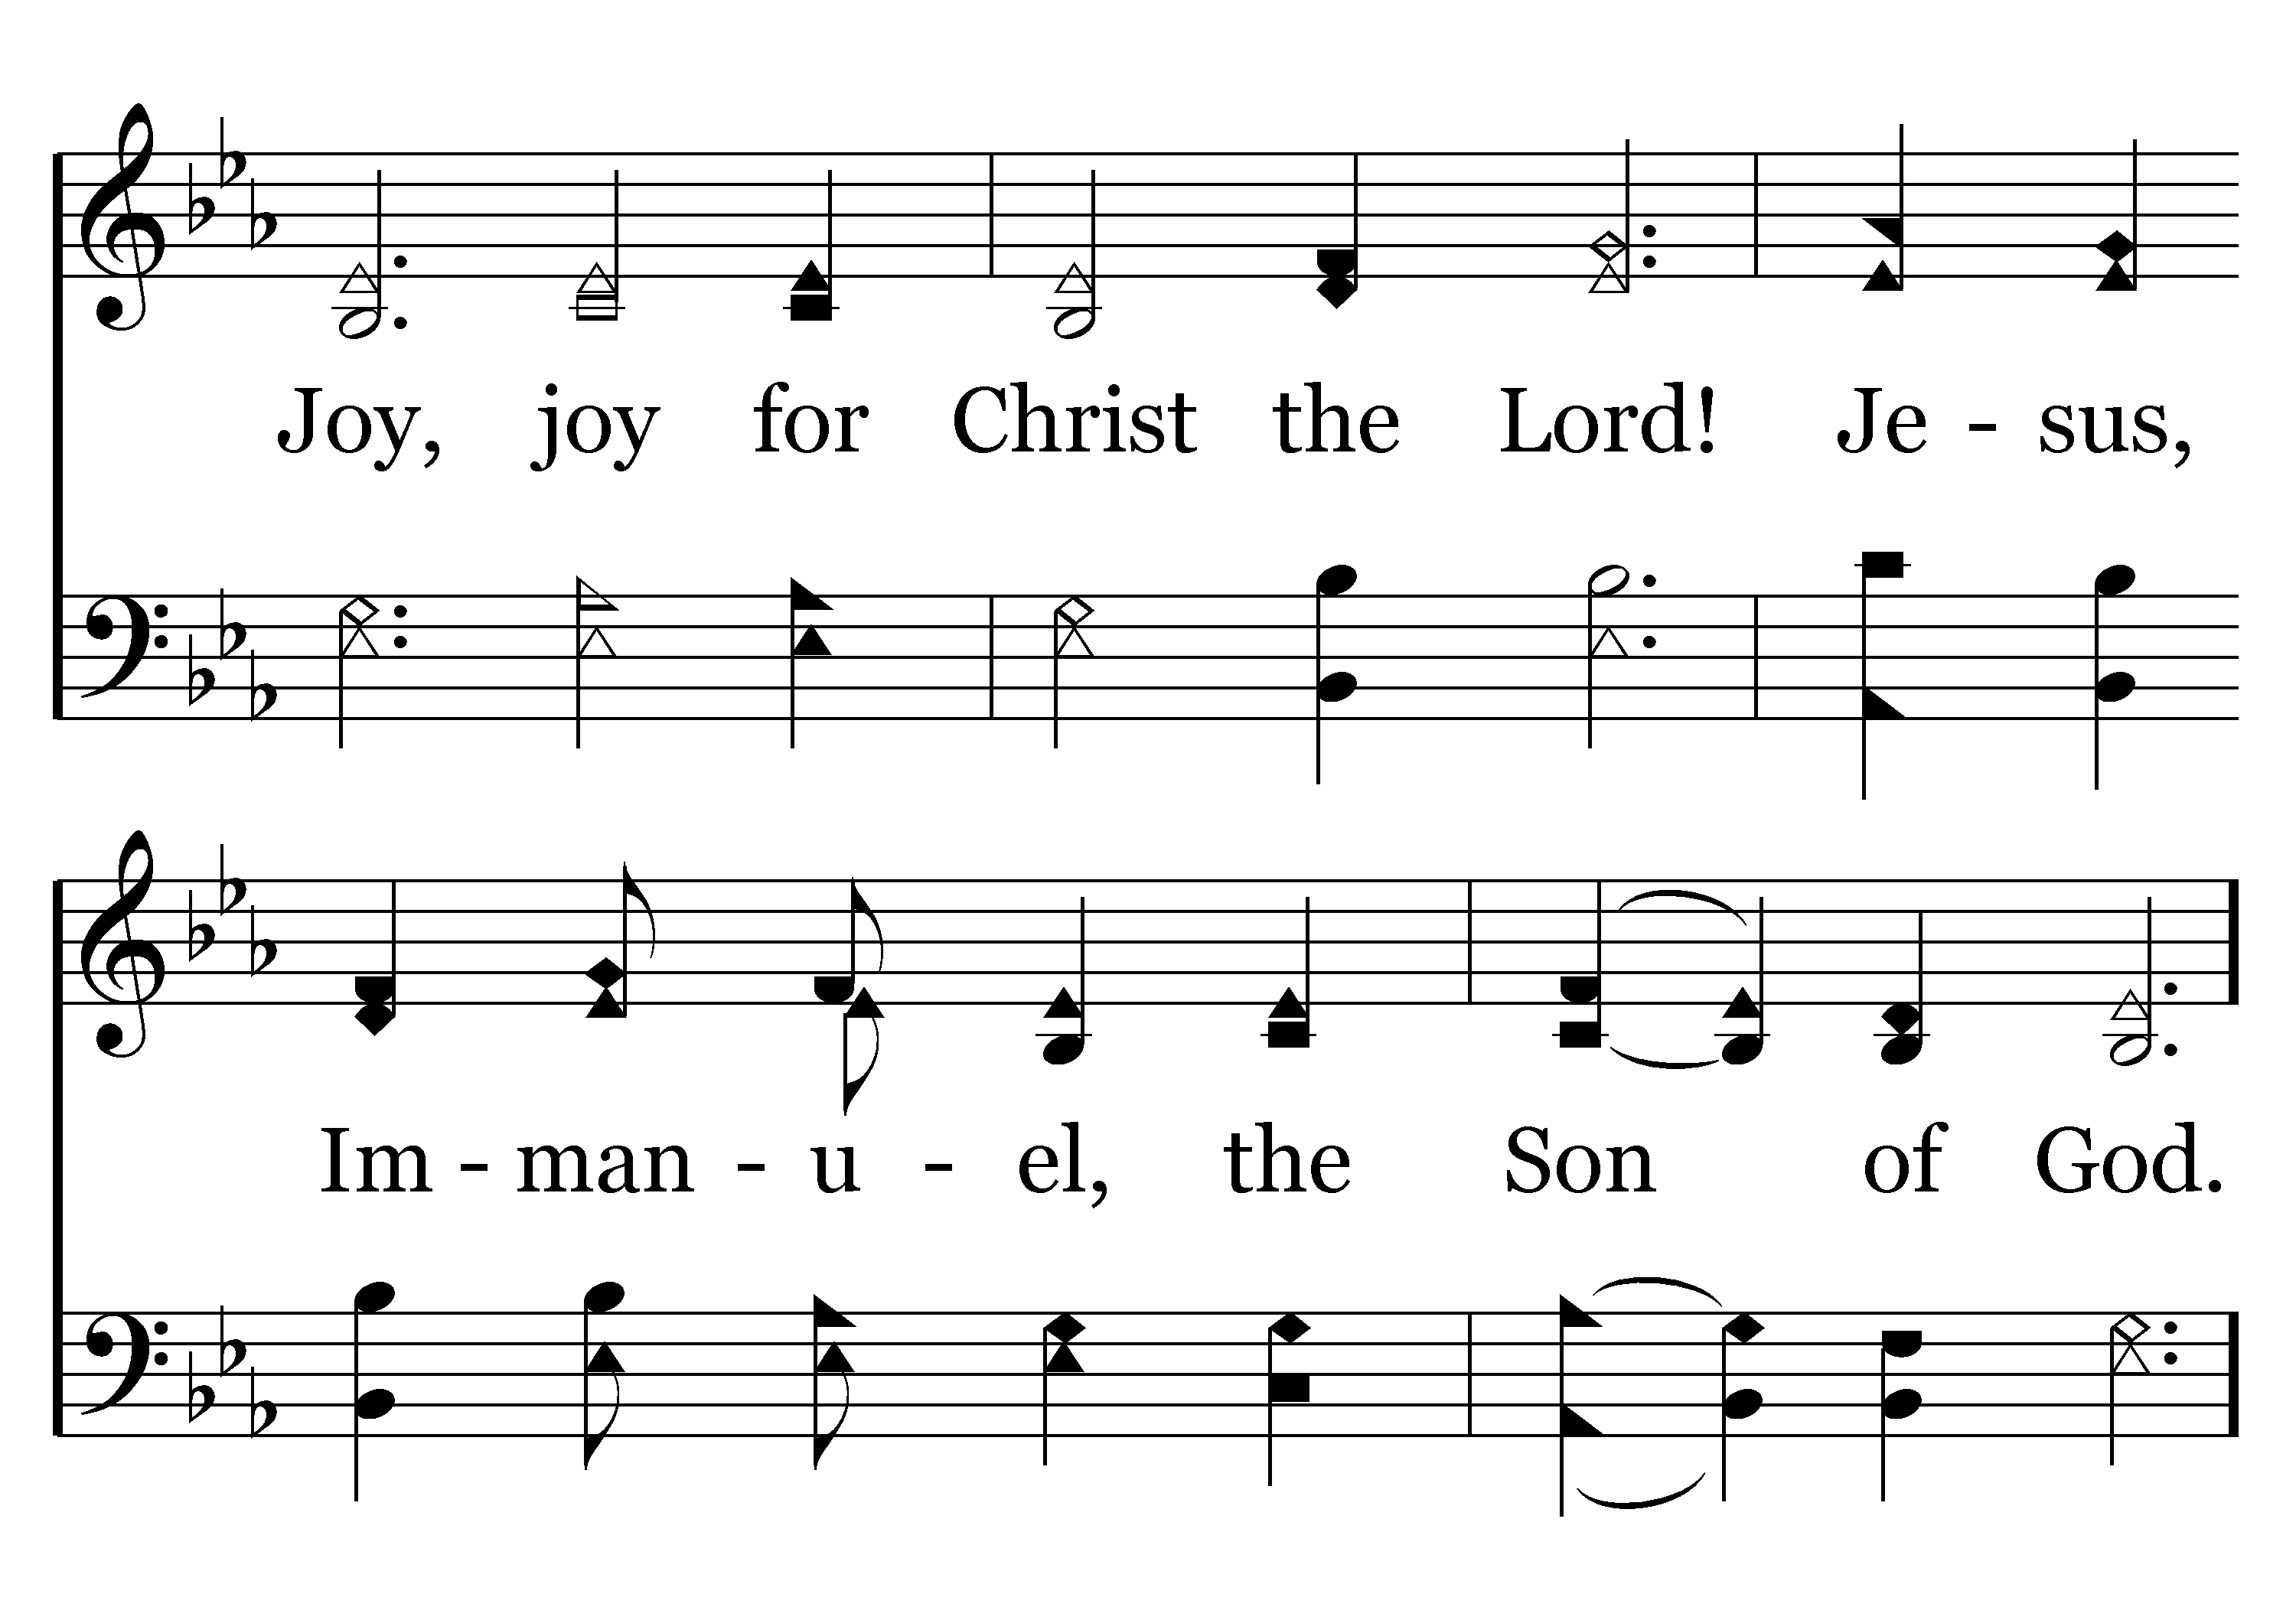 Joy, joy for Christ the Lord! Je - sus,
Im - man - u - el, the Son of God.